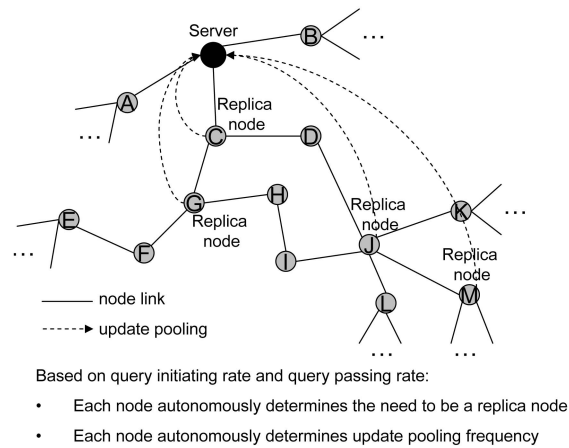 Server
B
...
A
...
Replica
node
C
D
G
Replica
node
H
E
...
F
Replica
node
K
...
J
I
Replica
node
M
L
...
...
node link
update pooling
Based on query initiating rate and query passing rate:
• Each node autonomously determines the need to be a replica node
• Each node autonomously determines update pooling frequency